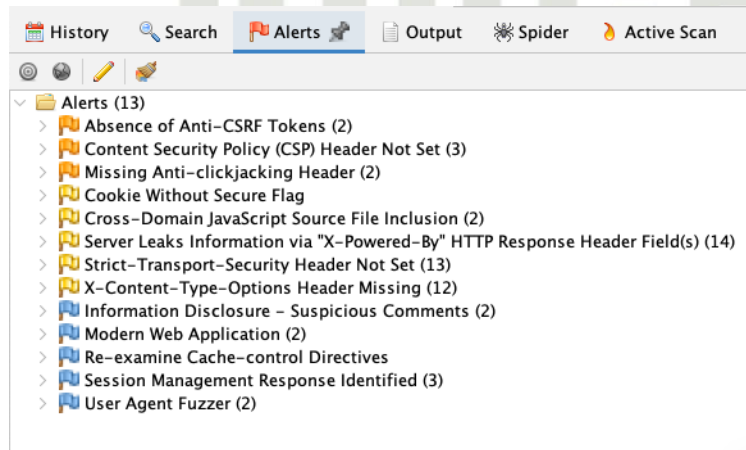 History Search Alerts Output Spider Active Scan
Alerts (13)
Absence of Anti-CSRF Tokens (2)
Content Security Policy (CSP) Header Not Set (3)
Missing Anti-clickjacking Header (2)
Cookie Without Secure Flag
Cross-Domain JavaScript Source File Inclusion (2)
Server Leaks Information via "X-Powered-By" HTTP Response Header Field(s) (14)
Strict-Transport-Security Header Not Set (13)
X-Content-Type-Options Header Missing (12)
Information Disclosure – Suspicious Comments (2)
Modern Web Application (2)
Re-examine Cache-control Directives
Session Management Response Identified (3)
User Agent Fuzzer (2)